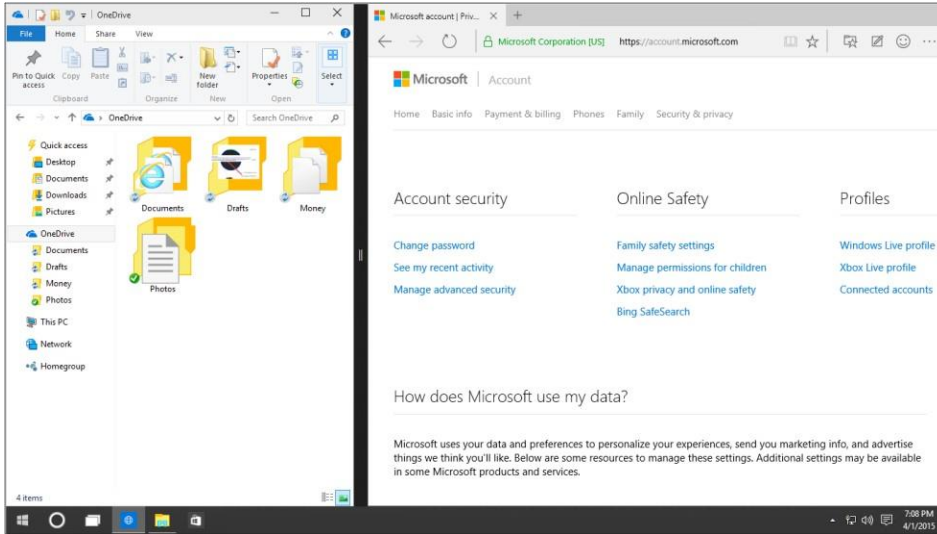 OneDrive
File Home Share View
Pin to Quick access
Copy
Paste
New folder
Properties
Select
Clipboard Organize New Open
OneDrive
Search OneDrive
Quick access
Desktop
Documents
Downloads
Pictures
OneDrive
Documents
Drafts
Money
Photos
This PC
Network
Homegroup
Documents Drafts Money
Photos
4 items
Microsoft account | Priv...
Microsoft Corporation [US] https://account.microsoft.com
Microsoft | Account
Home Basic info Payment & billing Phones Family Security & privacy
Account security
Change password
See my recent activity
Manage advanced security
Online Safety
Family safety settings
Manage permissions for children
Xbox privacy and online safety
Bing SafeSearch
Profiles
Windows Live profile
Xbox Live profile
Connected accounts
How does Microsoft use my data?
Microsoft uses your data and preferences to personalize your experiences, send you marketing info, and advertise
things we think you'll like. Below are some resources to manage these settings. Additional settings may be available
in some Microsoft products and services.
7:08 PM
4/1/2015